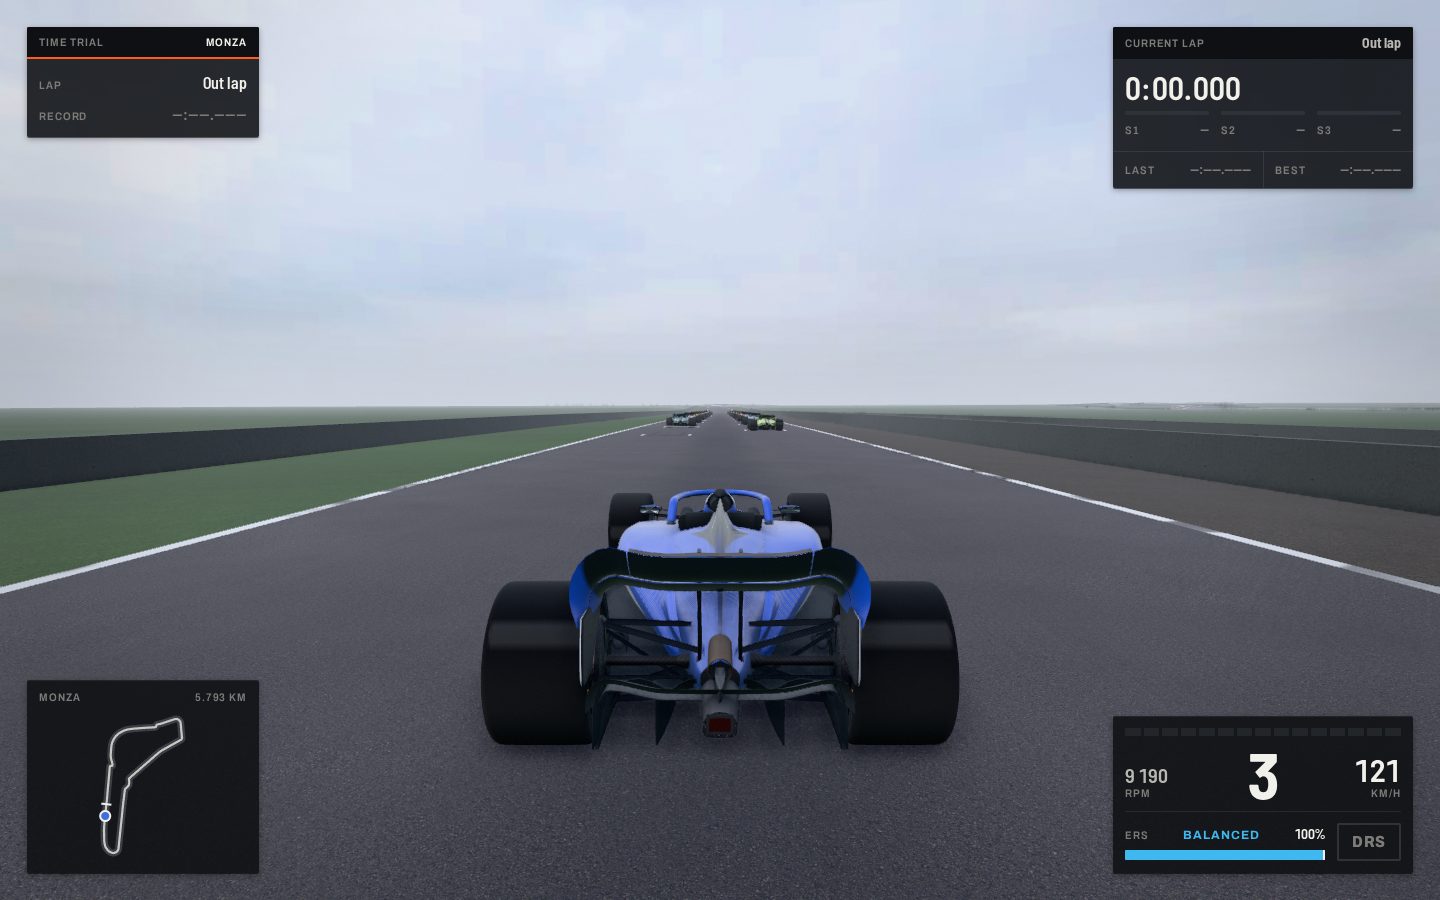 TIME TRIAL MONZA
LAP Out lap
RECORD –:––.–––
CURRENT LAP Out lap
0:00.000
S1 – S2 – S3 –
LAST –:––.––– BEST –:––.–––
MONZA 5.793 KM
9 190 RPM
3
121 KM/H
ERS BALANCED 100%
DRS